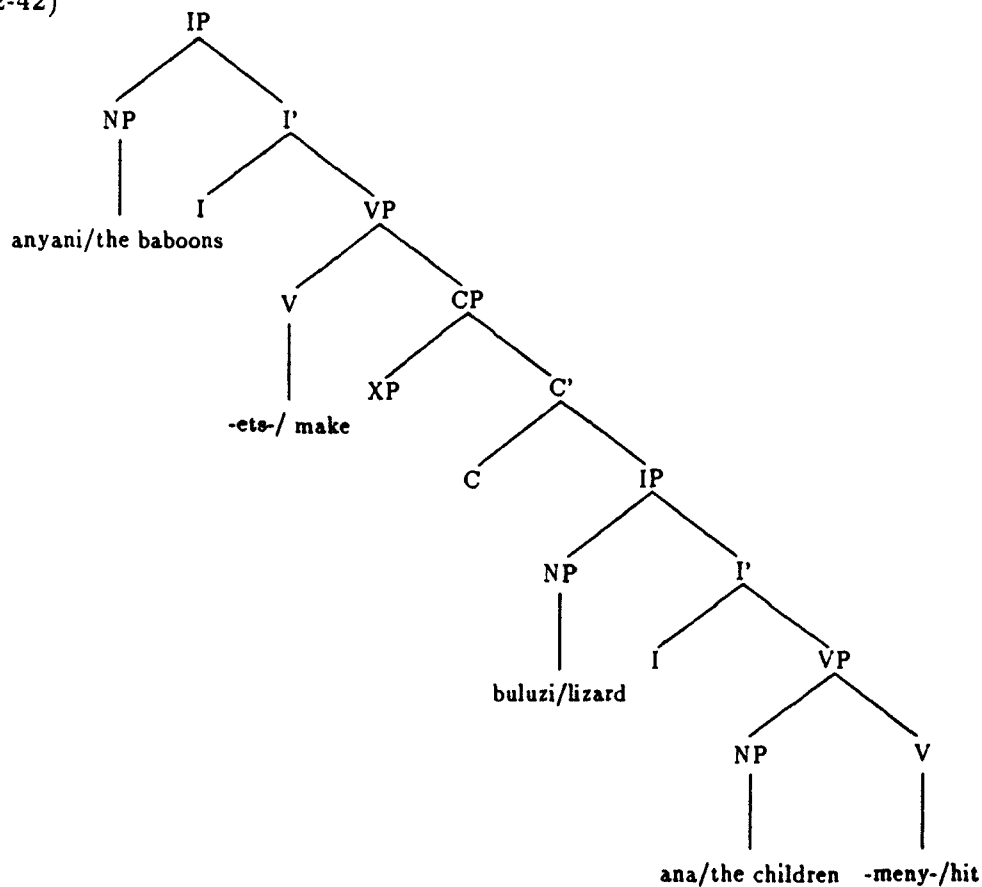 2-42)
IP
NP I'
I VP
anyani/the baboons
V CP
XP C'
-ets-/ make
C IP
NP I'
I VP
buluzi/lizard
NP V
ana/the children -meny-/hit